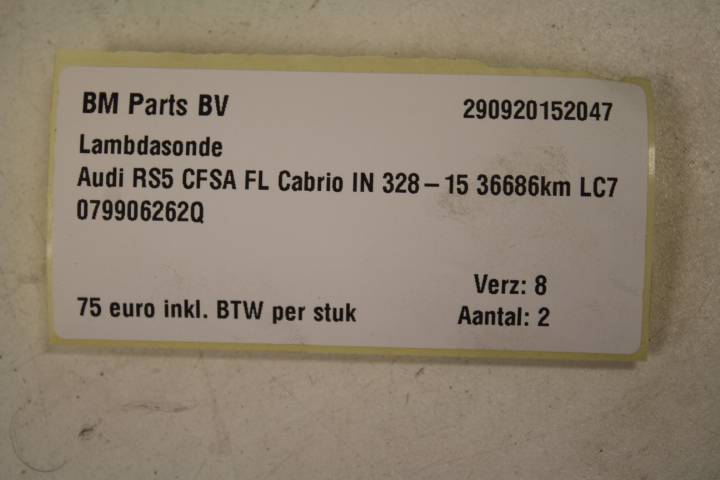 BM Parts BV 290920152047
Lambdasonde
Audi RS5 CFSA FL Cabrio IN 328 – 15 36686km LC7
079906262Q
Verz: 8
75 euro inkl. BTW per stuk Aantal: 2